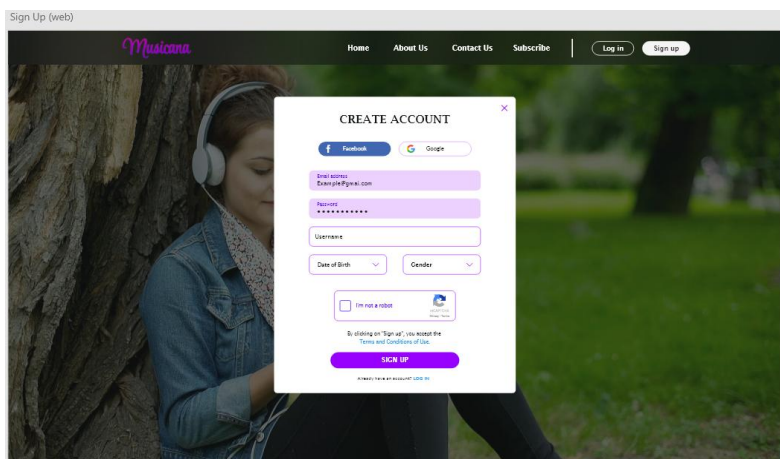 Sign Up (web)
Musicana
Home About Us Contact Us Subscribe Log in Sign up
×
CREATE ACCOUNT
Facebook Google
Email address
Example@gmai.com
Password
Username
Date of Birth Gender
I'm not a robot
By clicking on "Sign up", you accept the
Terms and Conditions of Use.
SIGN UP
Already have an account? LOG IN